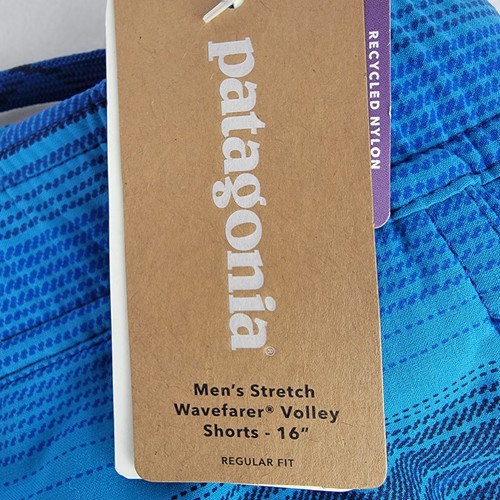 patagonia®
Men's Stretch
Wavefarer® Volley
Shorts - 16"
REGULAR FIT
RECYCLED NYLON